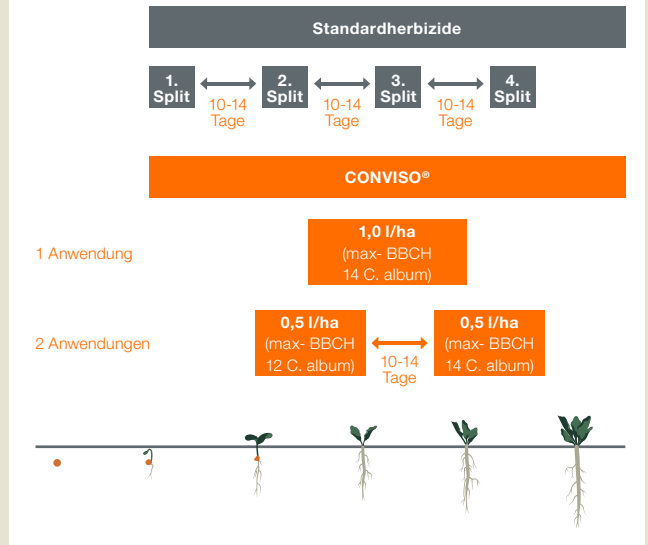 Standardherbizide
1. Split
2. Split
3. Split
4. Split
10-14 Tage
10-14 Tage
10-14 Tage
CONVISO®
1 Anwendung
1,0 l/ha
(max- BBCH
14 C. album)
2 Anwendungen
0,5 l/ha
(max- BBCH
12 C. album)
10-14
Tage
0,5 l/ha
(max- BBCH
14 C. album)